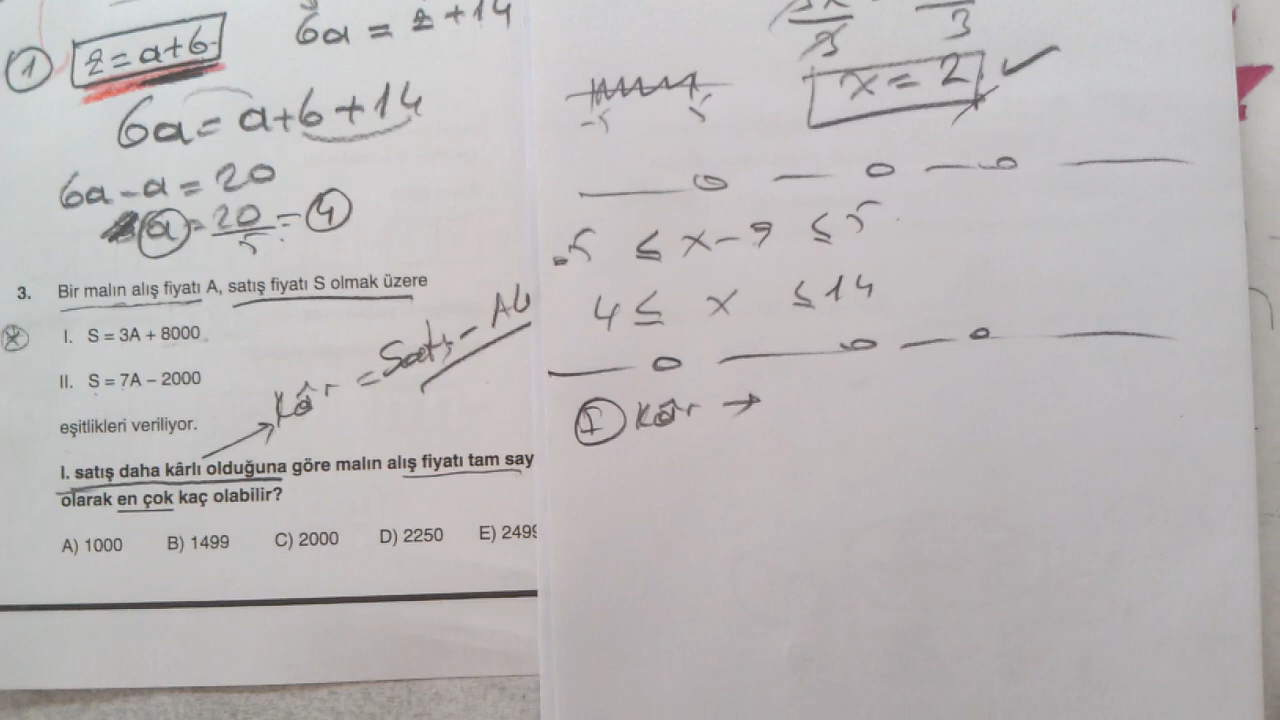 1 z = a+6
6a = z + 14
6a = a+6+14
6a - a = 20
a = 20/5 = 4
3. Bir malın alış fiyatı A, satış fiyatı S olmak üzere
I. S = 3A + 8000
II. S = 7A – 2000
eşitlikleri veriliyor.
Kâr = Satış -
I. satış daha kârlı olduğuna göre malın alış fiyatı tam say
olarak en çok kaç olabilir?
A) 1000 B) 1499 C) 2000 D) 2250 E) 2499
3
-5 5
x = 2
-5 ≤ x-9 ≤ 5
4 ≤ x ≤ 14
I Kâr →